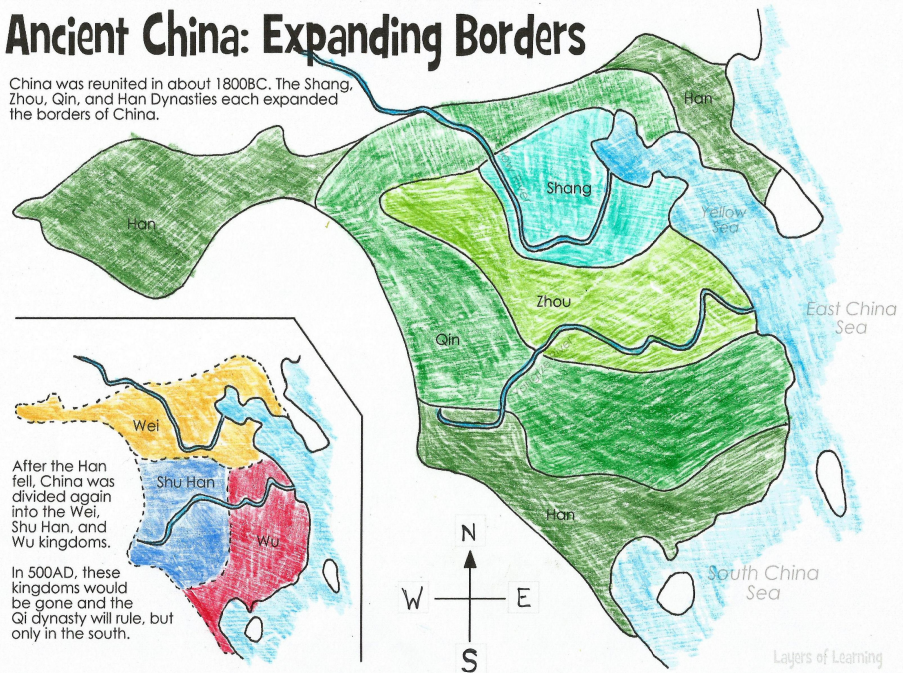 Ancient China: Expanding Borders
China was reunited in about 1800BC. The Shang,
Zhou, Qin, and Han Dynasties each expanded
the borders of China.
Han
Han
Shang
Yellow
Sea
Zhou
East China
Sea
Qin
Han
South China
Sea
N
W
E
S
Wei
Shu Han
Wu
After the Han
fell, China was
divided again
into the Wei,
Shu Han, and
Wu kingdoms.
In 500AD, these
kingdoms would
be gone and the
Qi dynasty will rule, but
only in the south.
Layers of Learning